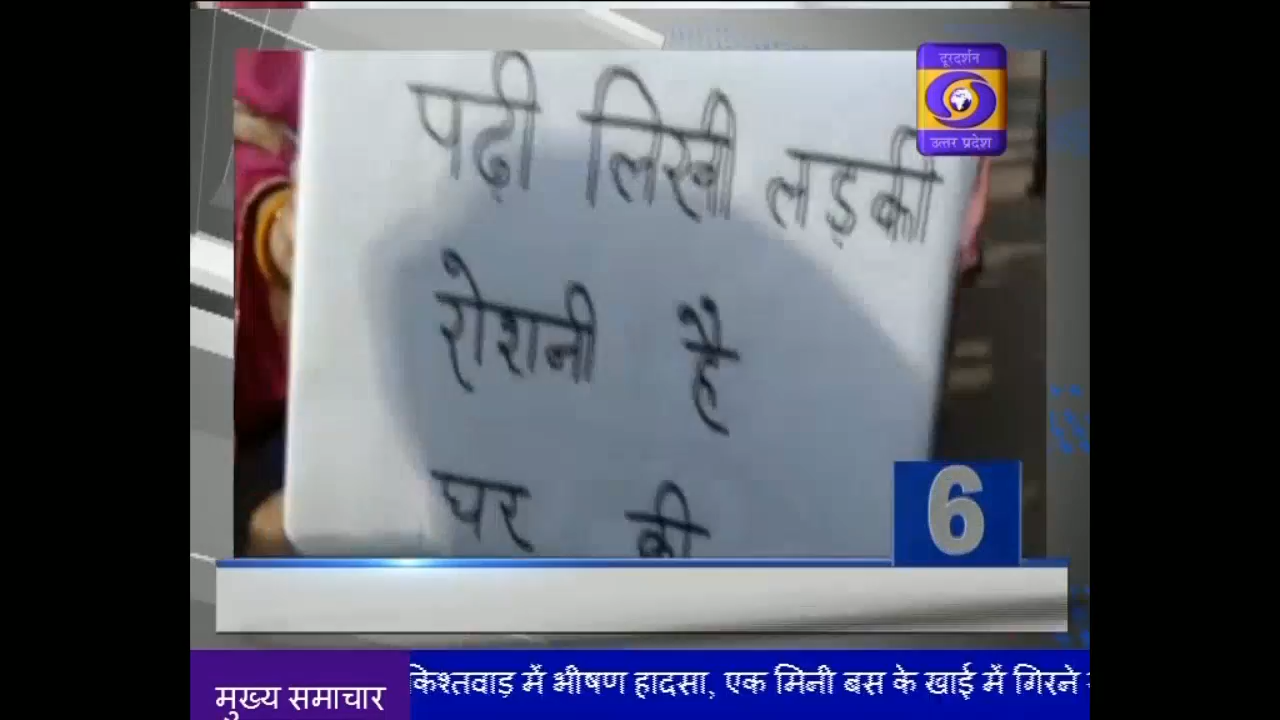 दूरदर्शन
उत्तर प्रदेश
पढ़ी लिखी लड़की
रोशनी है
घर की
6
मुख्य समाचार
किश्तवाड़ में भीषण हादसा, एक मिनी बस के खाई में गिरने